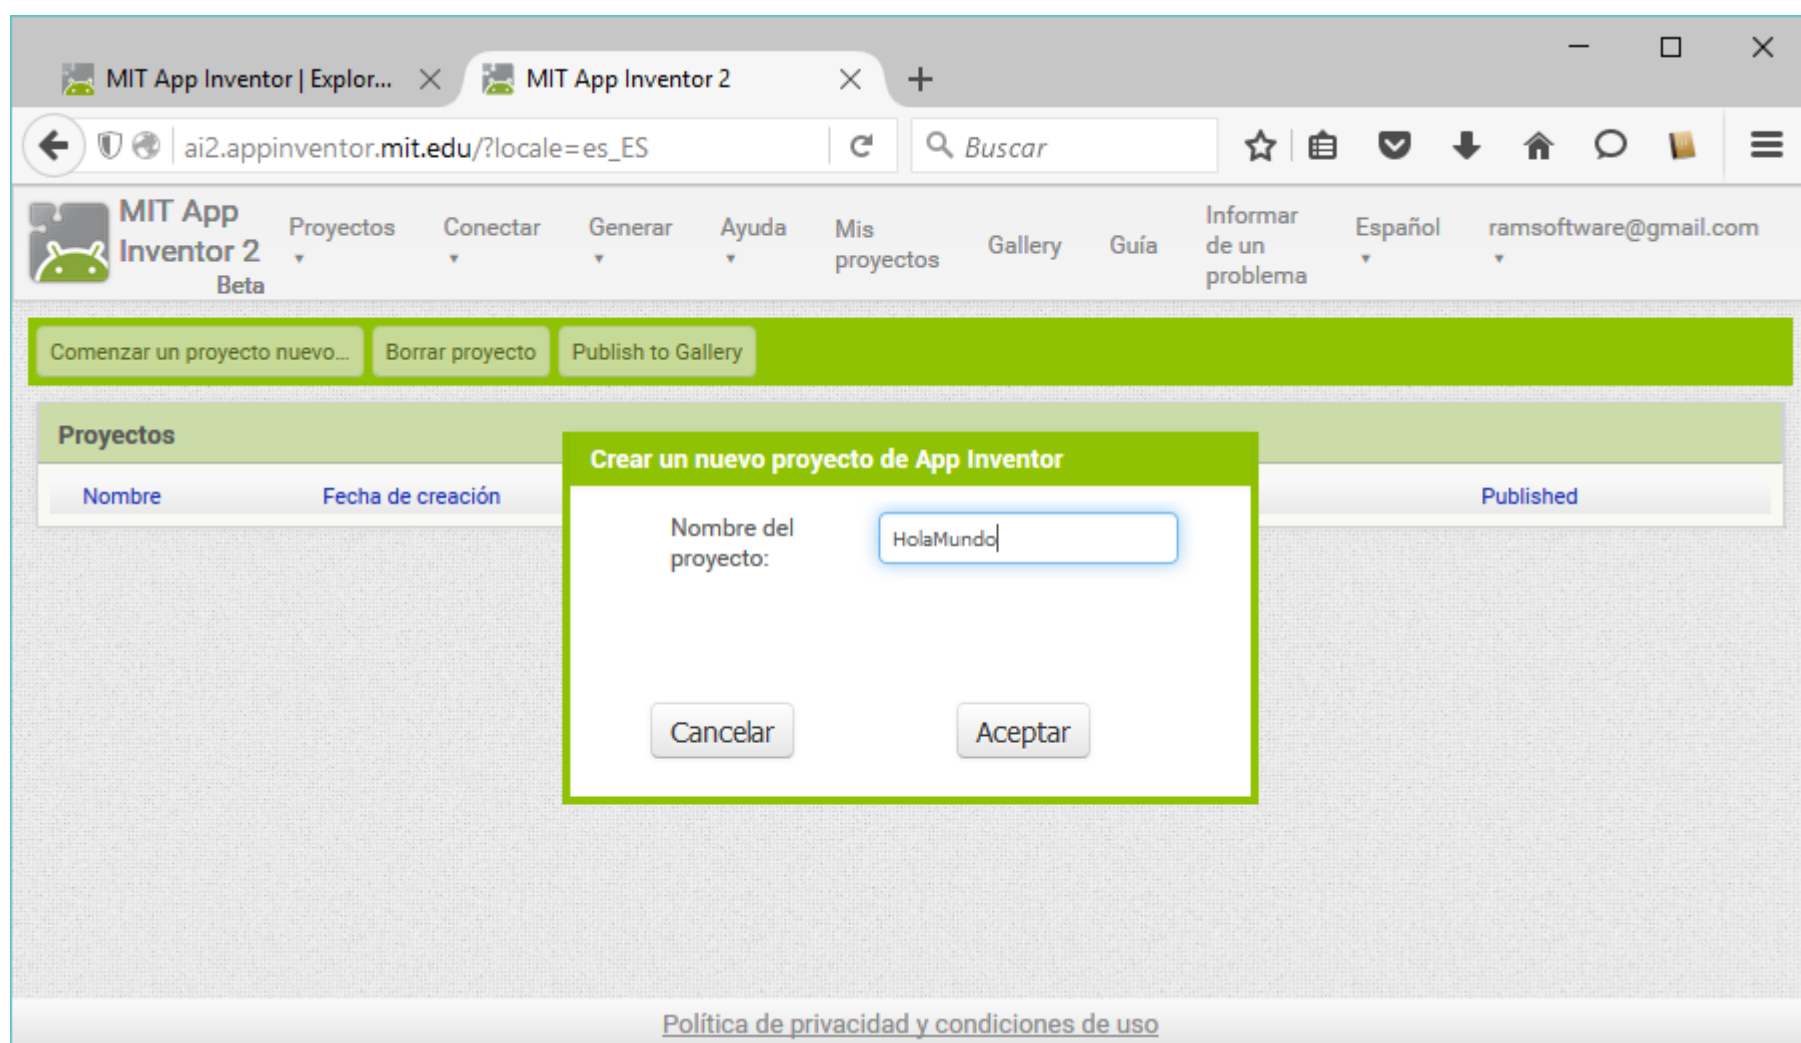 MIT App Inventor | Explor...
MIT App Inventor 2
ai2.appinventor.mit.edu/?locale=es_ES
Buscar
MIT App
Inventor 2
Beta
Proyectos
Conectar
Generar
Ayuda
Mis
proyectos
Gallery
Guía
Informar
de un
problema
Español
ramsoftware@gmail.com
Comenzar un proyecto nuevo...
Borrar proyecto
Publish to Gallery
Proyectos
Nombre
Fecha de creación
Published
Crear un nuevo proyecto de App Inventor
Nombre del
proyecto:
HolaMundo
Cancelar
Aceptar
Política de privacidad y condiciones de uso